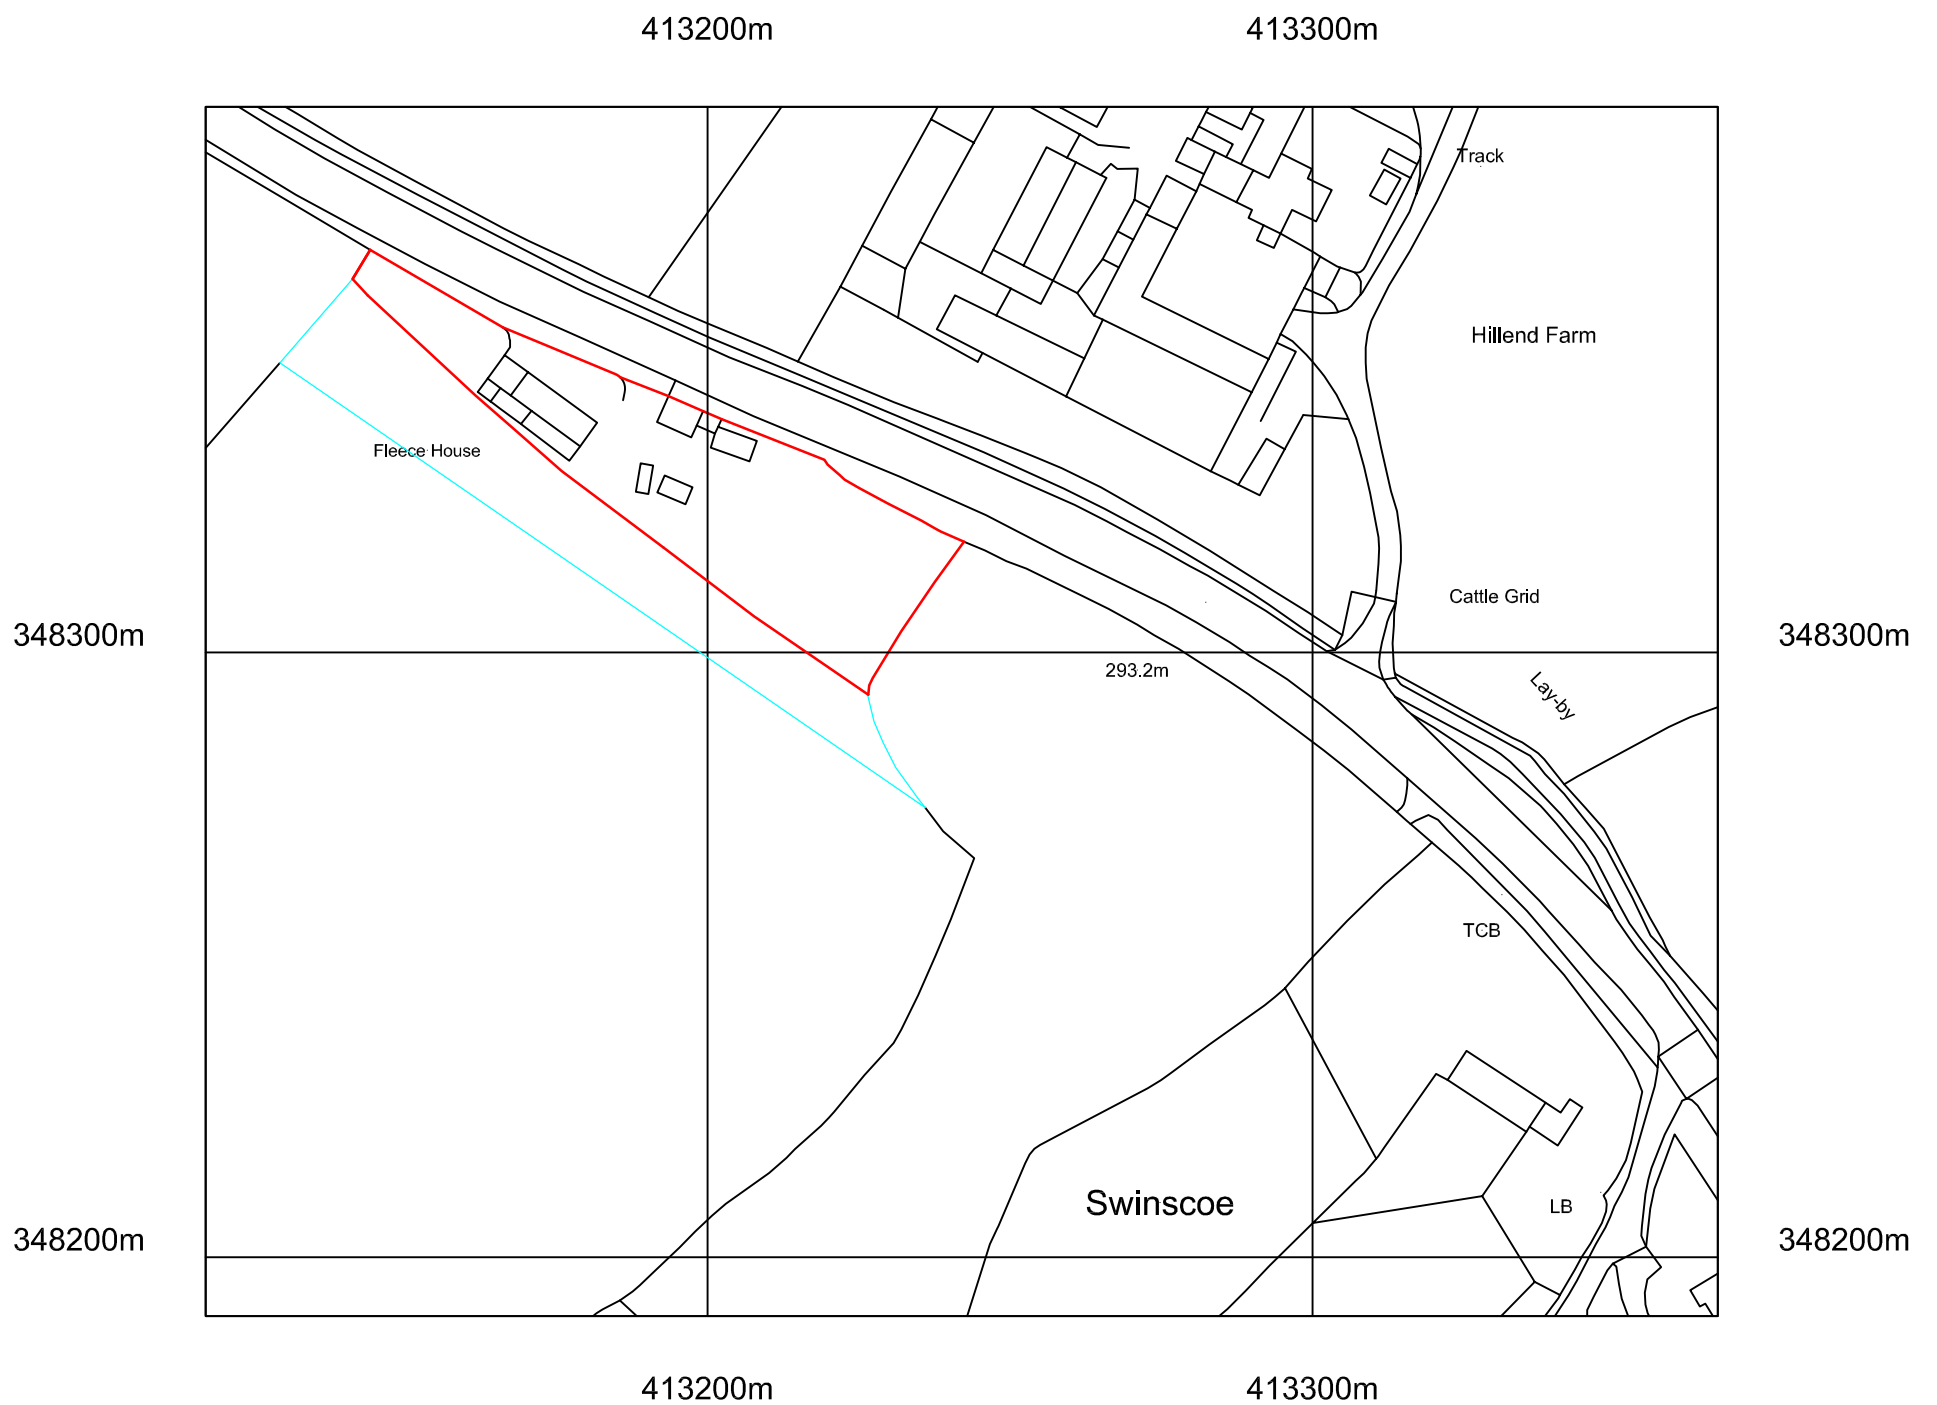 413200m
413300m
Track
Hillend Farm
Fleece House
Cattle Grid
348300m
348300m
293.2m
Lay-by
TCB
Swinscoe
LB
348200m
348200m
413200m
413300m